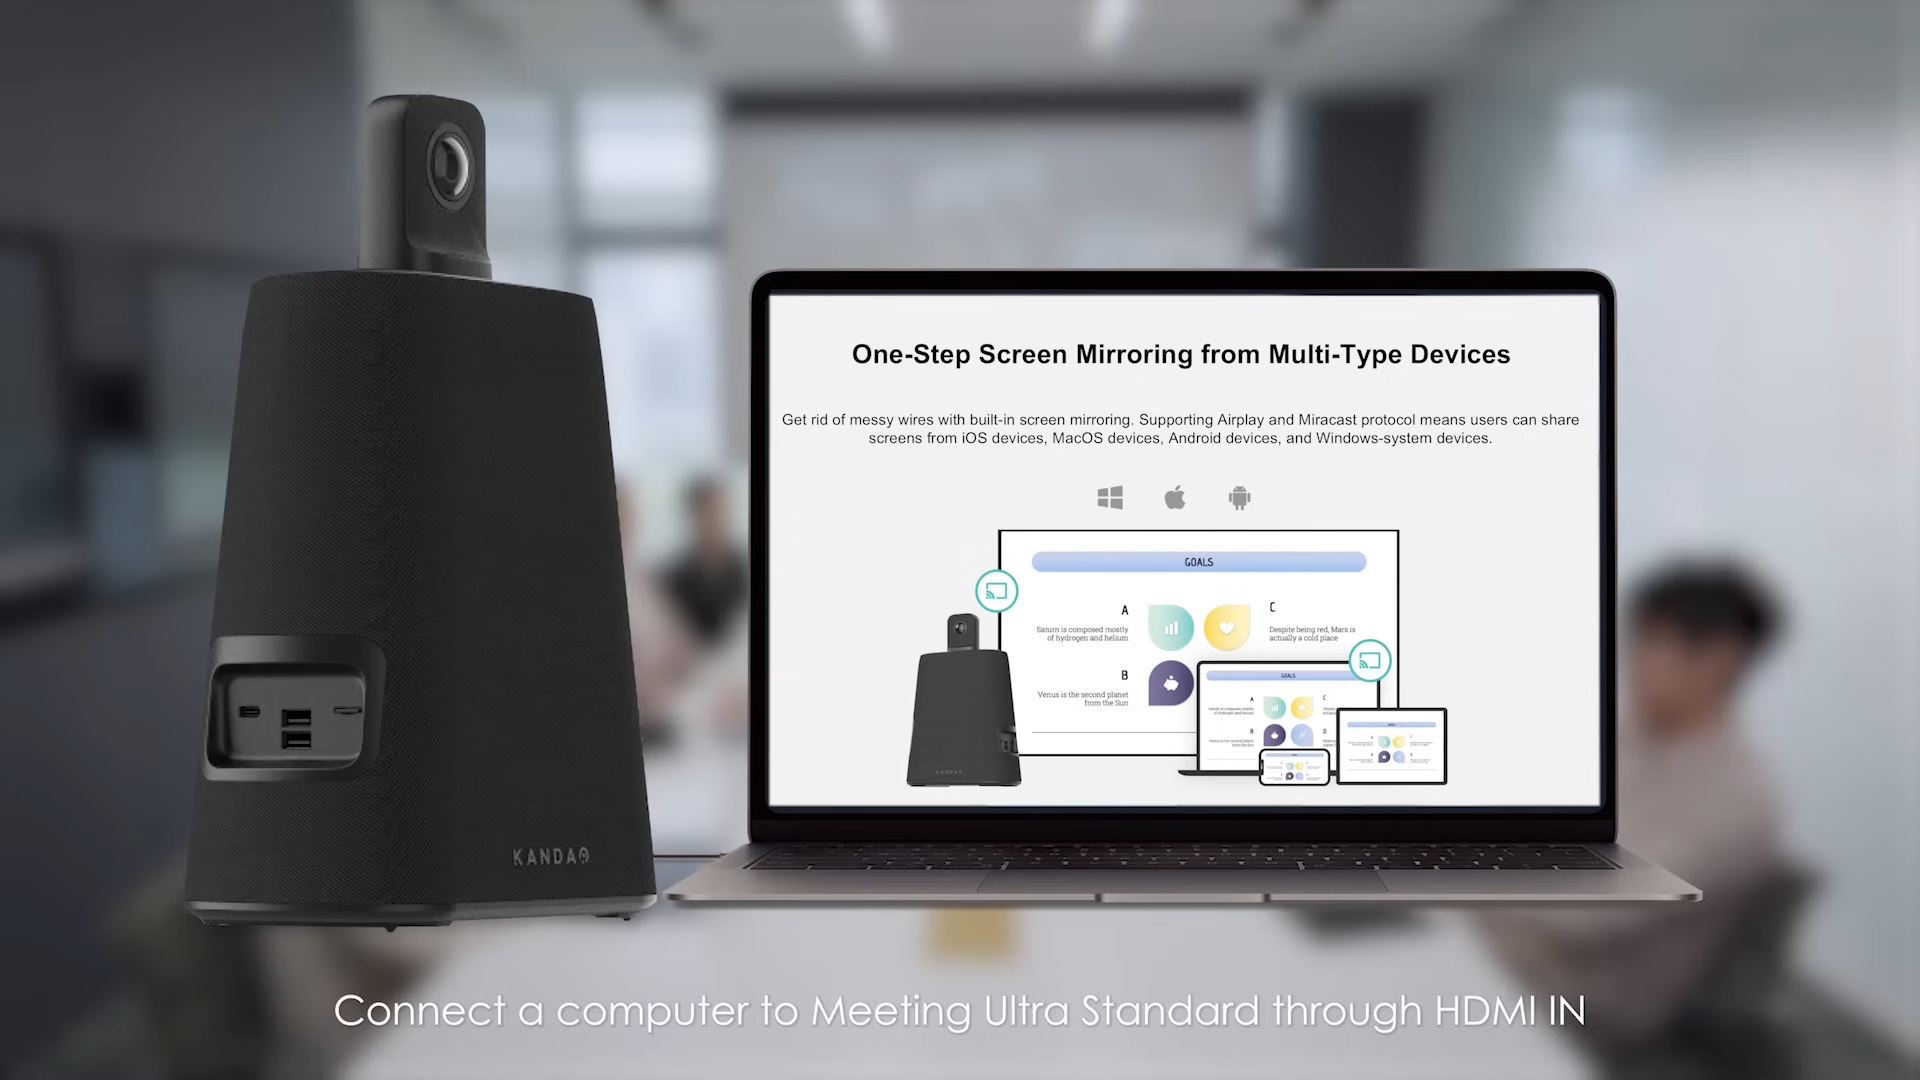 One-Step Screen Mirroring from Multi-Type Devices
Get rid of messy wires with built-in screen mirroring. Supporting Airplay and Miracast protocol means users can share
screens from iOS devices, MacOS devices, Android devices, and Windows-system devices.
GOALS
A
Saturn is composed mostly
of hydrogen and helium
C
Despite being red, Mars is
actually a cold place
B
Venus is the second planet
from the Sun
GOALS
A
C
B
D
KANDAO
KANDAO
Connect a computer to Meeting Ultra Standard through HDMI IN